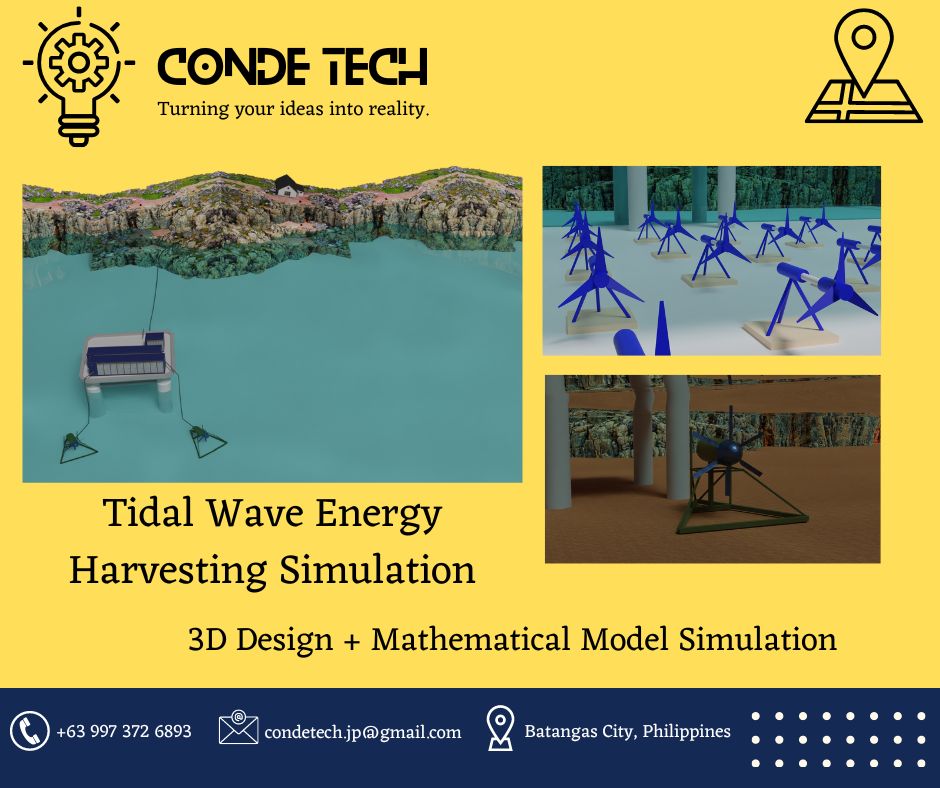 CONDE TECH
Turning your ideas into reality.
Tidal Wave Energy
Harvesting Simulation
3D Design + Mathematical Model Simulation
+63 997 372 6893
condetech.jp@gmail.com
Batangas City, Philippines